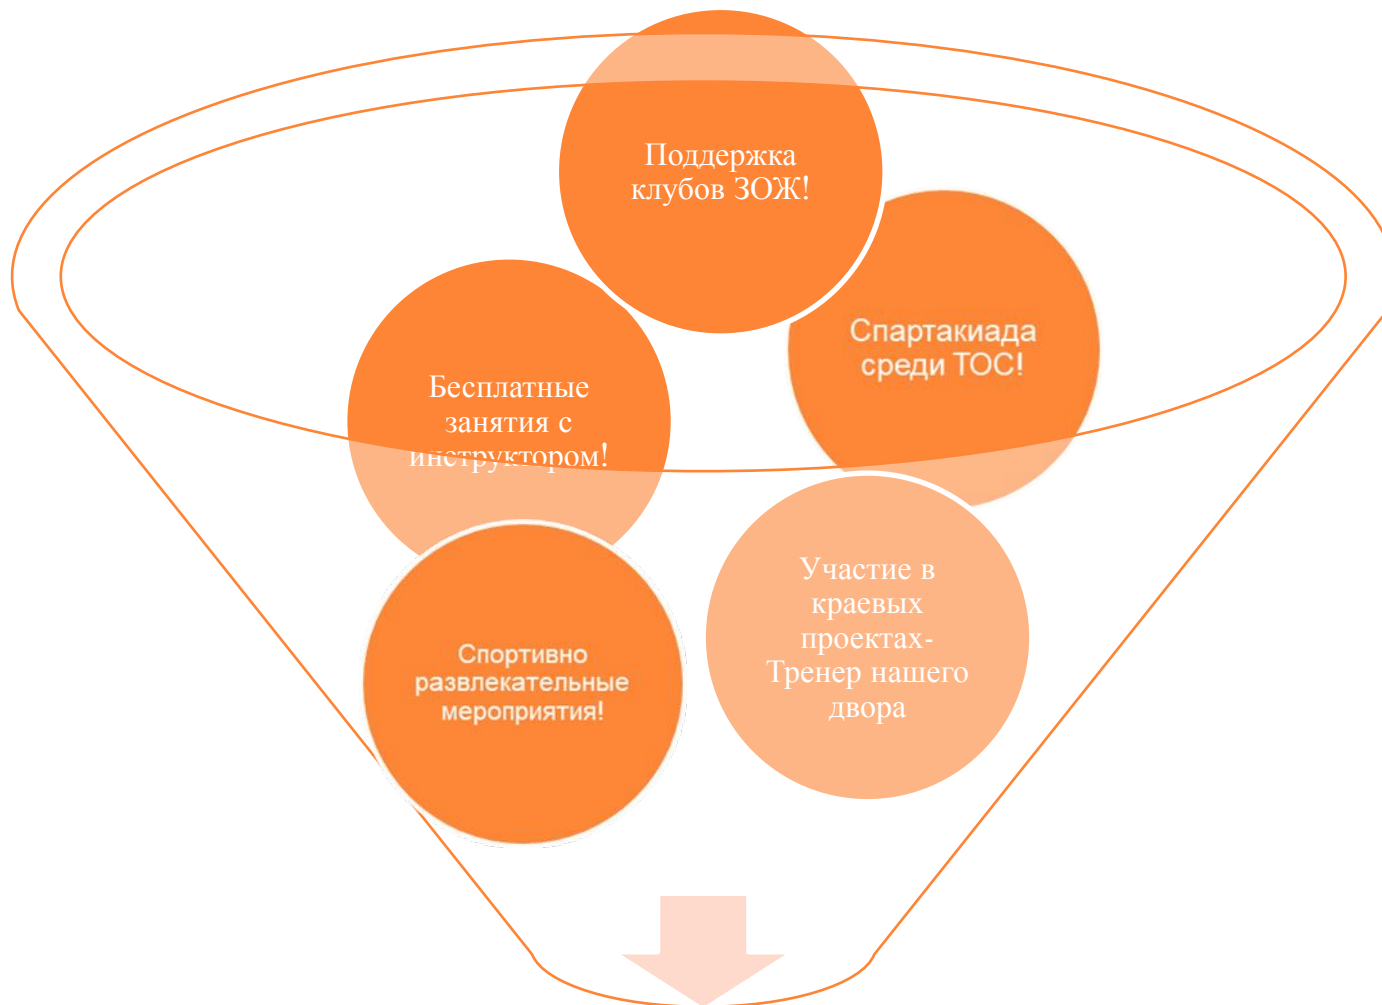 Поддержка
клубов ЗОЖ!
Спартакиада
среди ТОС!
Бесплатные
занятия с
инструктором!
Участие в
краевых
проектах-
Тренер нашего
двора
Спортивно
развлекательные
мероприятия!